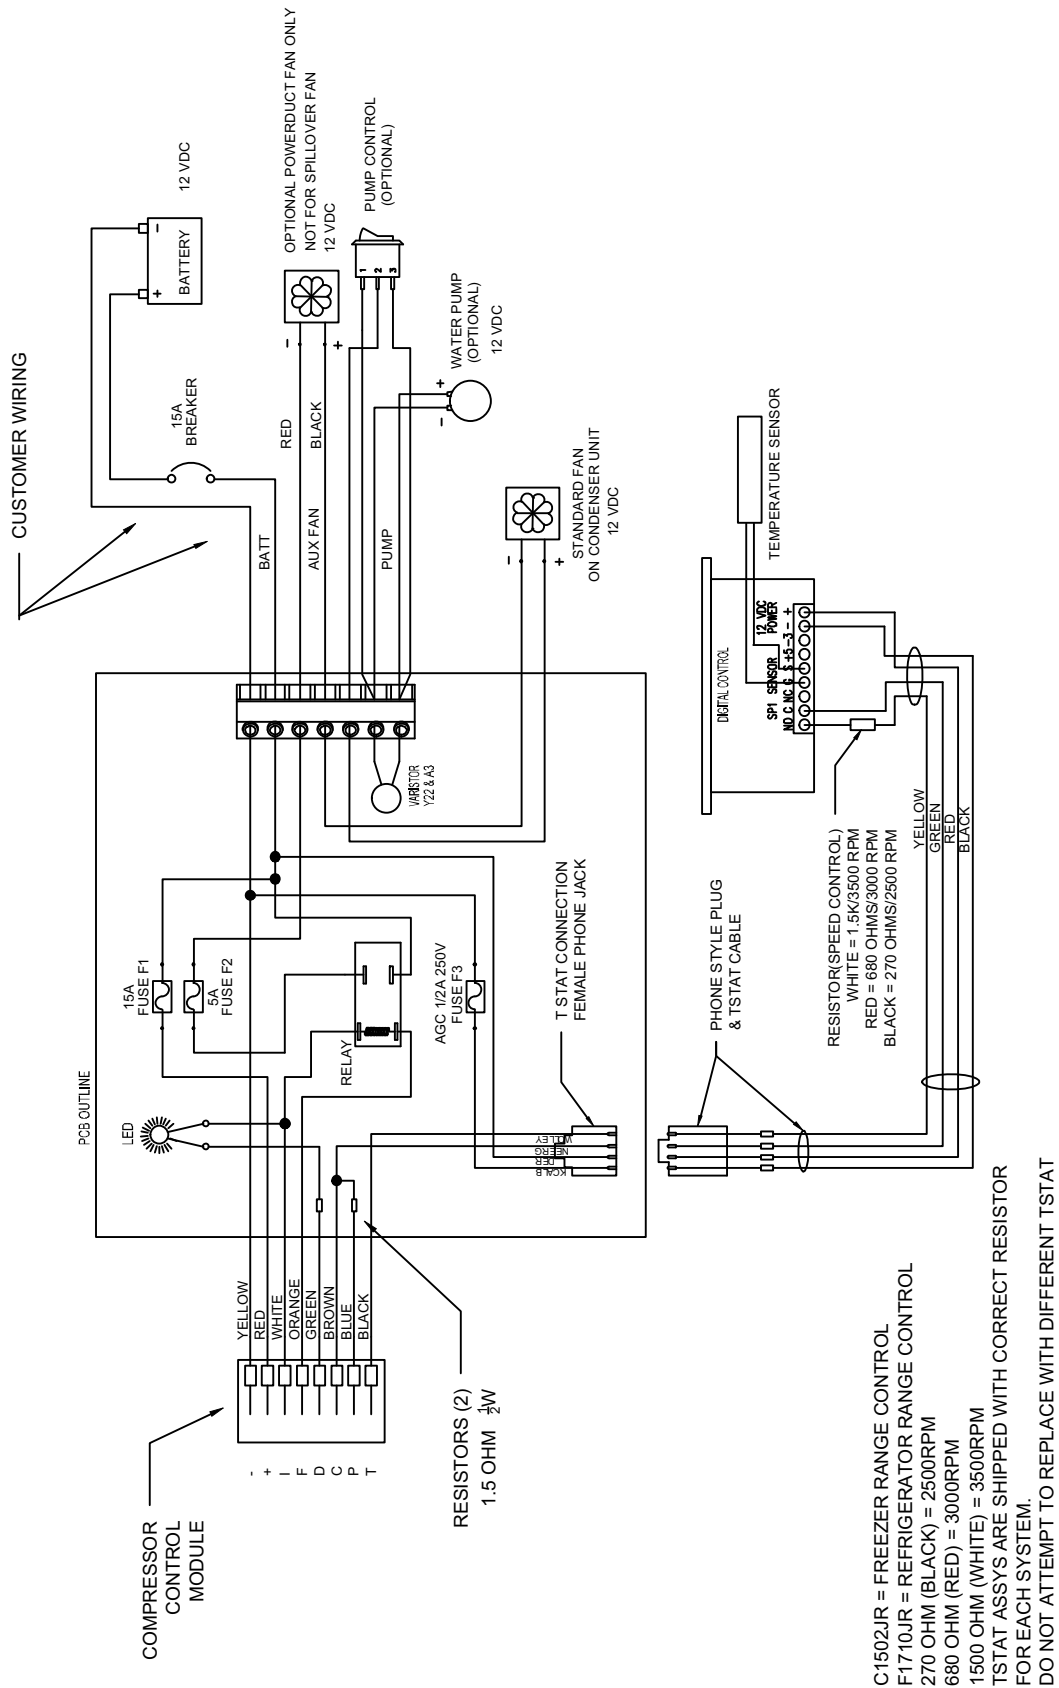 CUSTOMER WIRING
BATTERY
-
+
12 VDC
15A
BREAKER
OPTIONAL POWERDUCT FAN ONLY
NOT FOR SPILLOVER FAN
12 VDC
-
+
RED
BLACK
PUMP CONTROL
(OPTIONAL)
1
2
3
WATER PUMP
(OPTIONAL)
12 VDC
+
-
STANDARD FAN
ON CONDENSER UNIT
12 VDC
-
+
BATT
AUX FAN
PUMP
PCB OUTLINE
LED
15A
FUSE F1
5A
FUSE F2
RELAY
AGC 1/2A 250V
FUSE F3
VARISTOR
Y22 & A3
T STAT CONNECTION
FEMALE PHONE JACK
YELLOW
GREEN
RED
BLACK
PHONE STYLE PLUG
& TSTAT CABLE
TEMPERATURE SENSOR
DIGITAL CONTROL
12 VDC
POWER
SP1 SENSOR
NO C NC G S +5 -3 - +
RESISTOR(SPEED CONTROL)
WHITE = 1.5K/3500 RPM
RED = 680 OHMS/3000 RPM
BLACK = 270 OHMS/2500 RPM
YELLOW
GREEN
RED
BLACK
YELLOW
RED
WHITE
ORANGE
GREEN
BROWN
BLUE
BLACK
-
+
I
F
D
C
P
T
COMPRESSOR
CONTROL
MODULE
RESISTORS (2)
1.5 OHM 1/2W
C1502JR = FREEZER RANGE CONTROL
F1710JR = REFRIGERATOR RANGE CONTROL
270 OHM (BLACK) = 2500RPM
680 OHM (RED) = 3000RPM
1500 OHM (WHITE) = 3500RPM
TSTAT ASSYS ARE SHIPPED WITH CORRECT RESISTOR
FOR EACH SYSTEM.
DO NOT ATTEMPT TO REPLACE WITH DIFFERENT TSTAT